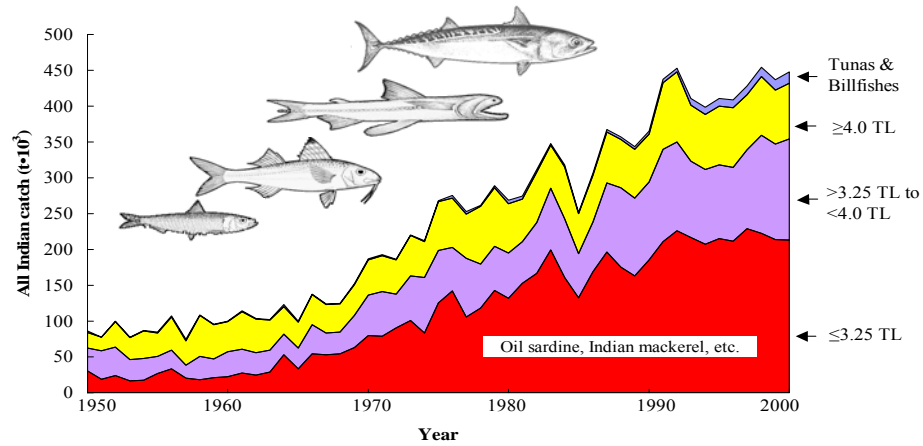 500
450
400
350
300
250
200
150
100
50
0
All Indian catch (t•10³)
1950
1960
1970
1980
1990
2000
Year
Oil sardine, Indian mackerel, etc.
Tunas &
Billfishes
≥4.0 TL
>3.25 TL to
<4.0 TL
≤3.25 TL